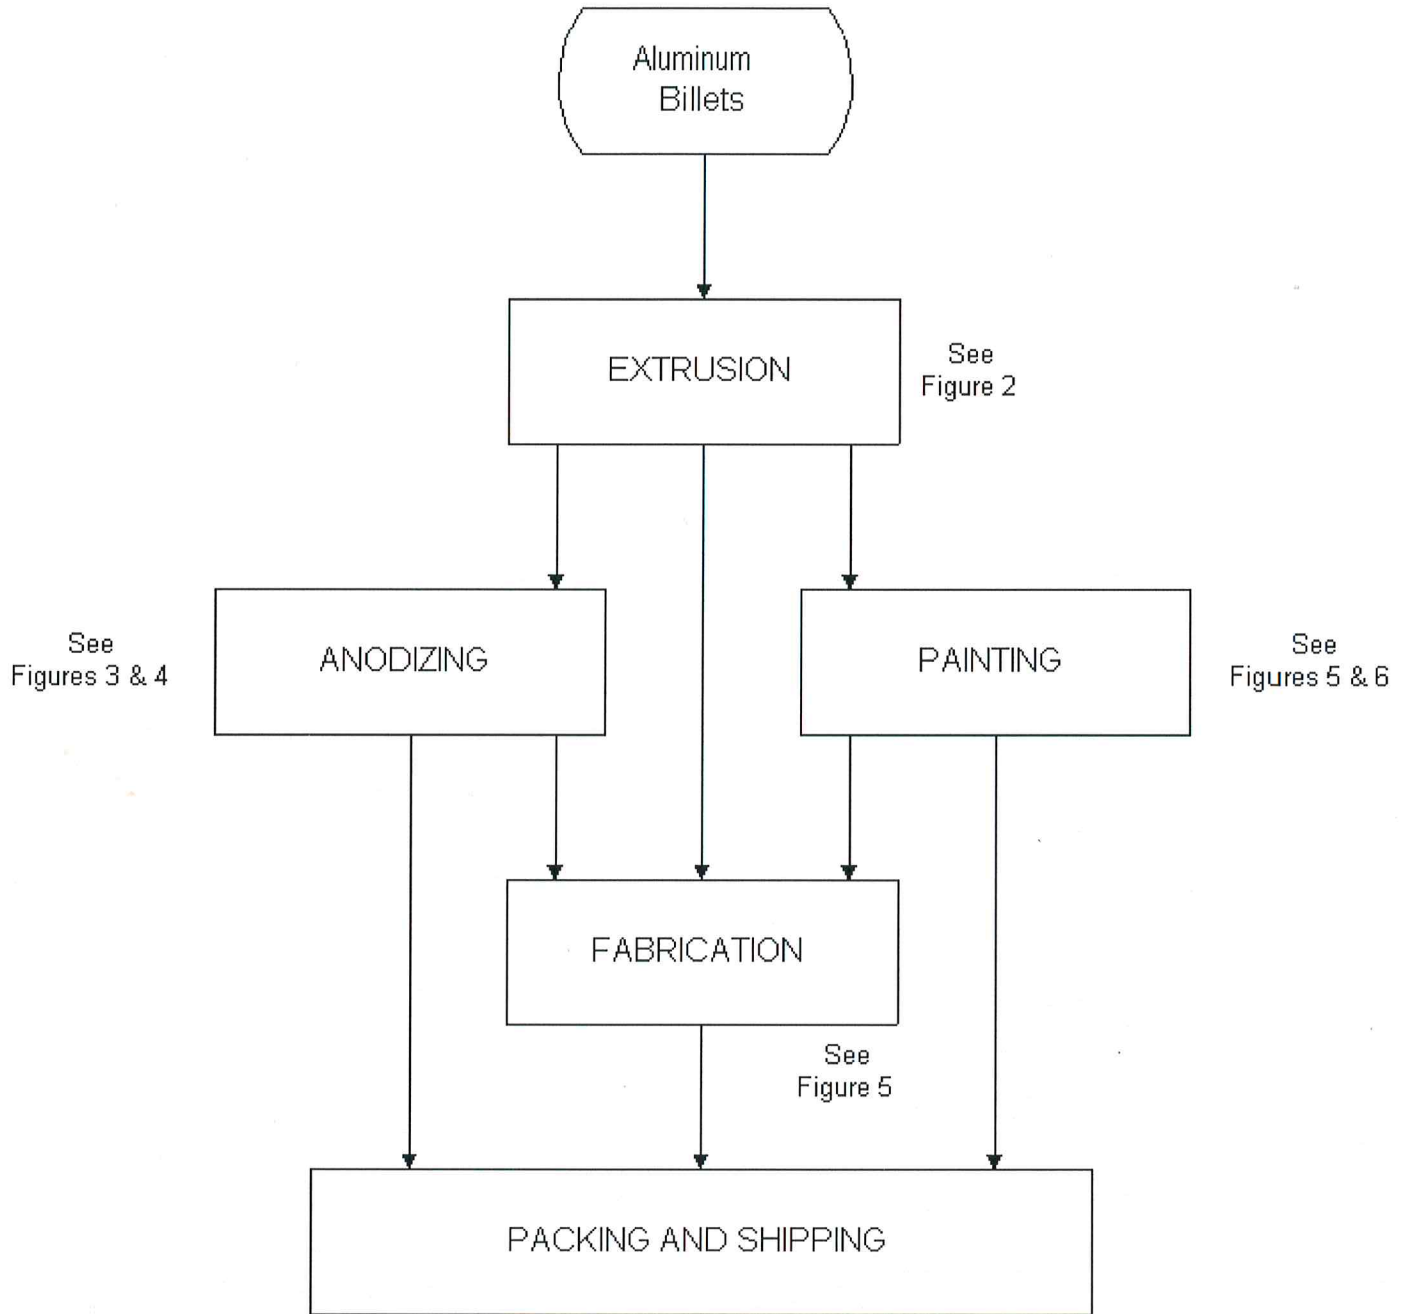 Aluminum
Billets
EXTRUSION
See
Figure 2
See
Figures 3 & 4
ANODIZING
PAINTING
See
Figures 5 & 6
FABRICATION
See
Figure 5
PACKING AND SHIPPING